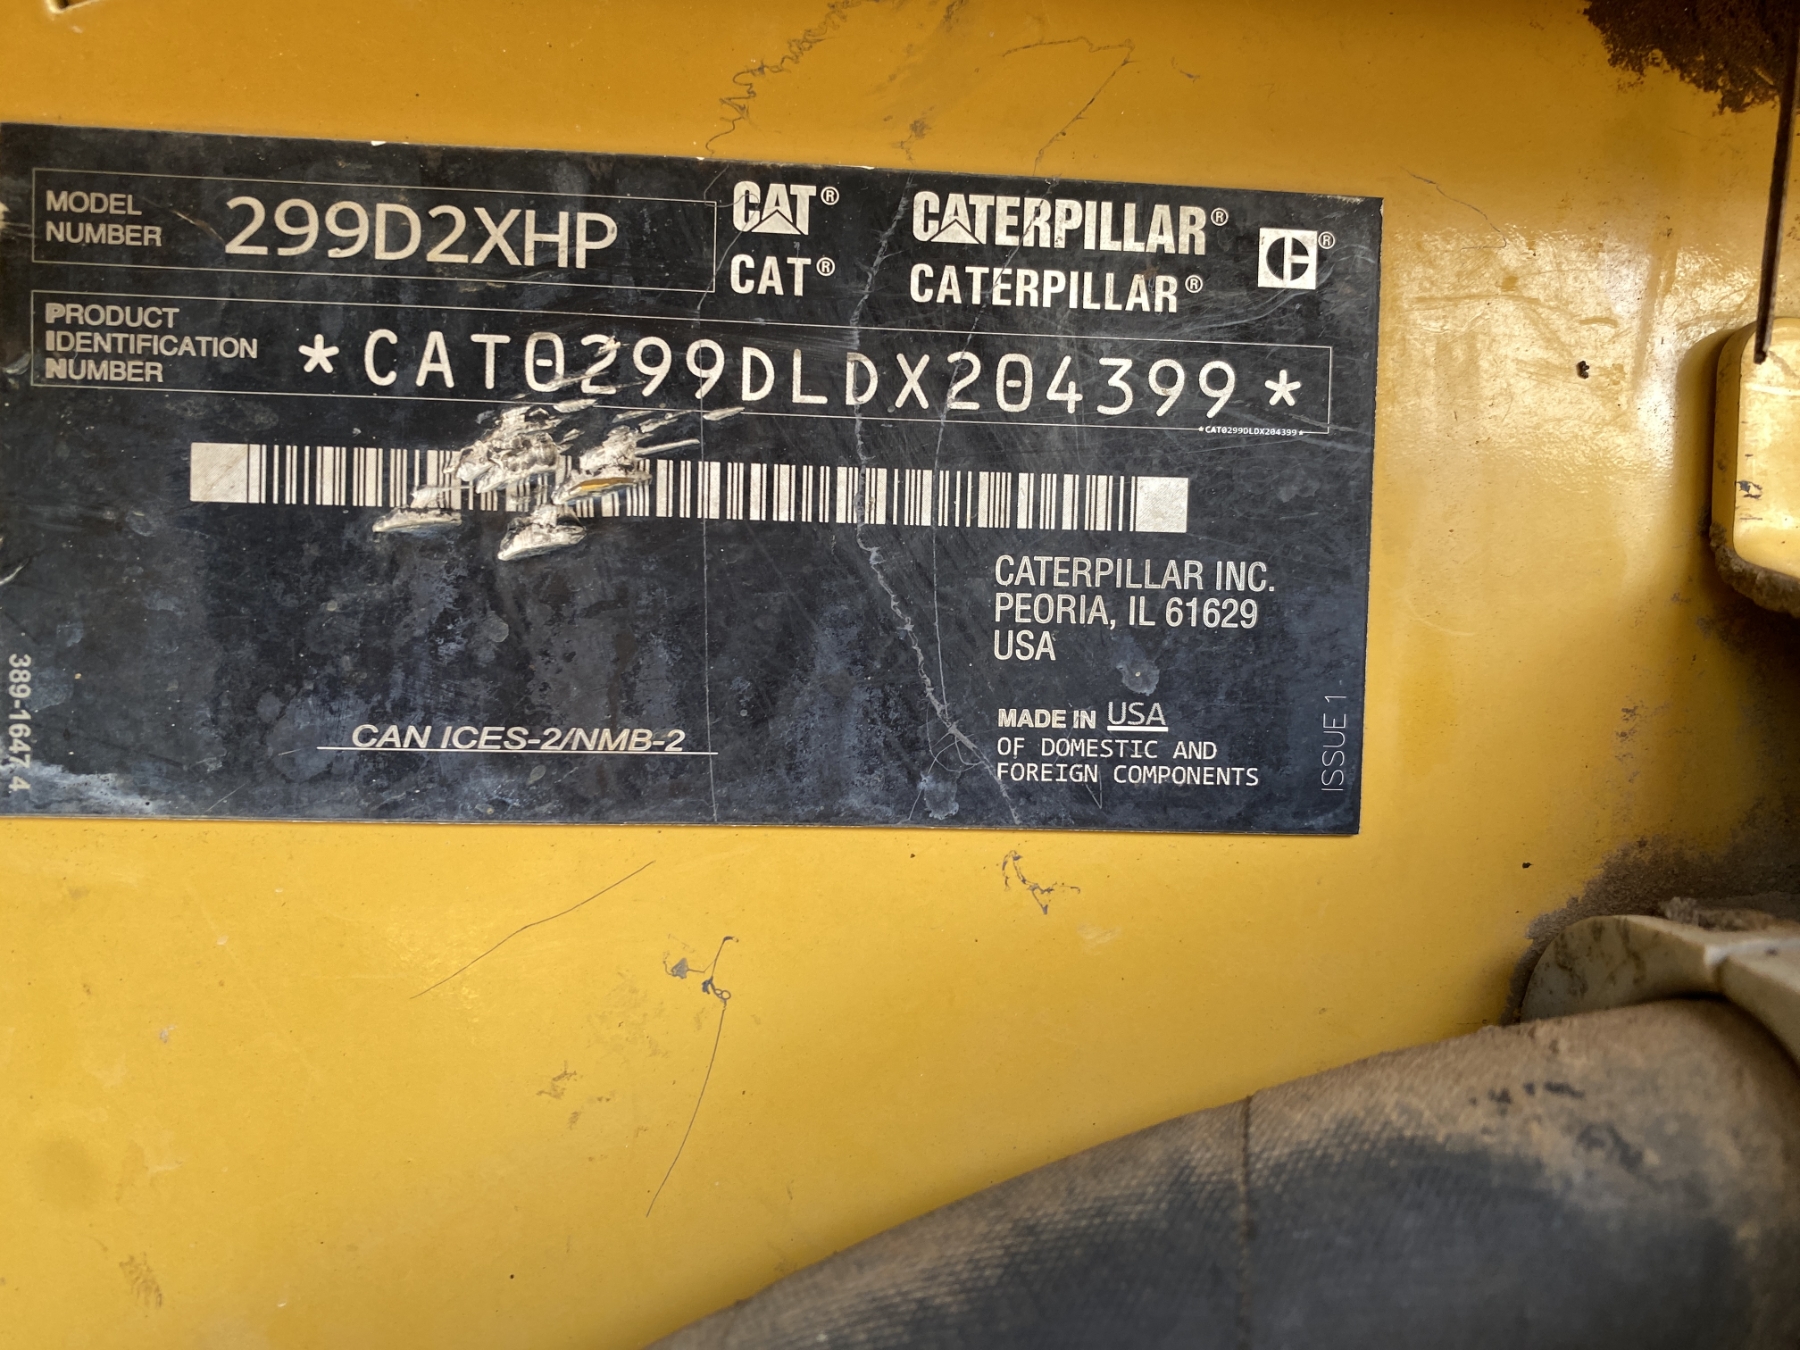 MODEL
NUMBER
299D2XHP
CAT®
CAT®
CATERPILLAR®
CATERPILLAR®
®
PRODUCT
IDENTIFICATION
NUMBER
*CAT0299DLDX204399*
*CAT0299DLDX204399*
CATERPILLAR INC.
PEORIA, IL 61629
USA
MADE IN USA
OF DOMESTIC AND
FOREIGN COMPONENTS
CAN ICES-2/NMB-2
389-1647 4
ISSUE 1